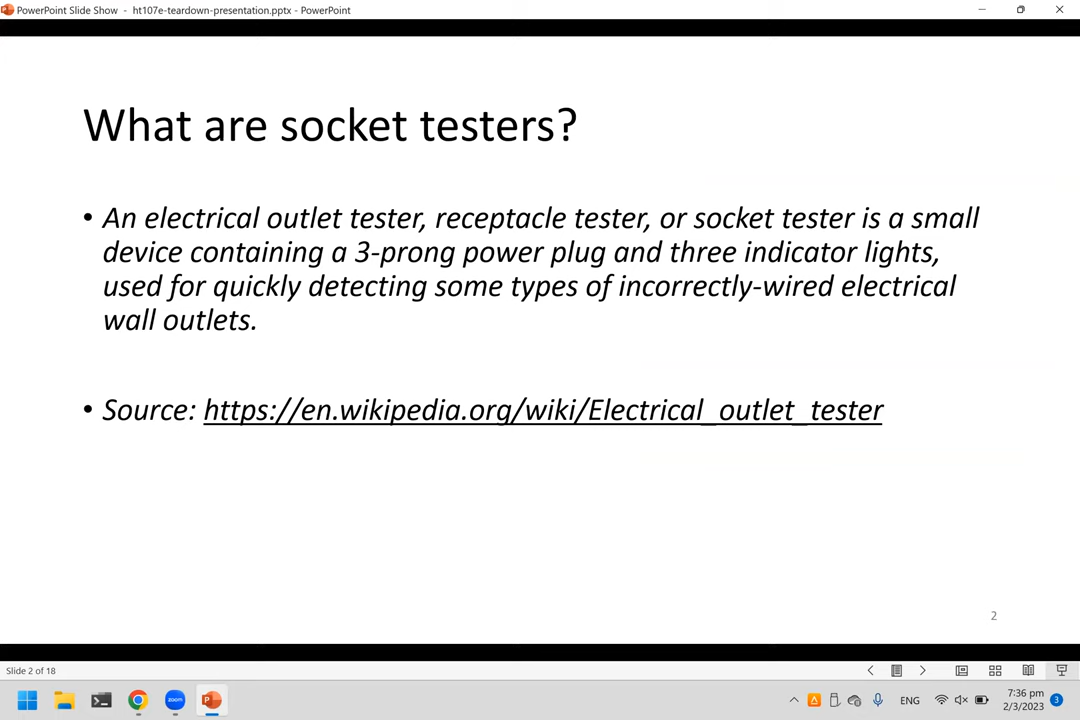 PowerPoint Slide Show - ht107e-teardown-presentation.pptx - PowerPoint
What are socket testers?
• An electrical outlet tester, receptacle tester, or socket tester is a small
device containing a 3-prong power plug and three indicator lights,
used for quickly detecting some types of incorrectly-wired electrical
wall outlets.
• Source: https://en.wikipedia.org/wiki/Electrical_outlet_tester
2
Slide 2 of 18
zoom
ENG
7:36 pm
2/3/2023
3